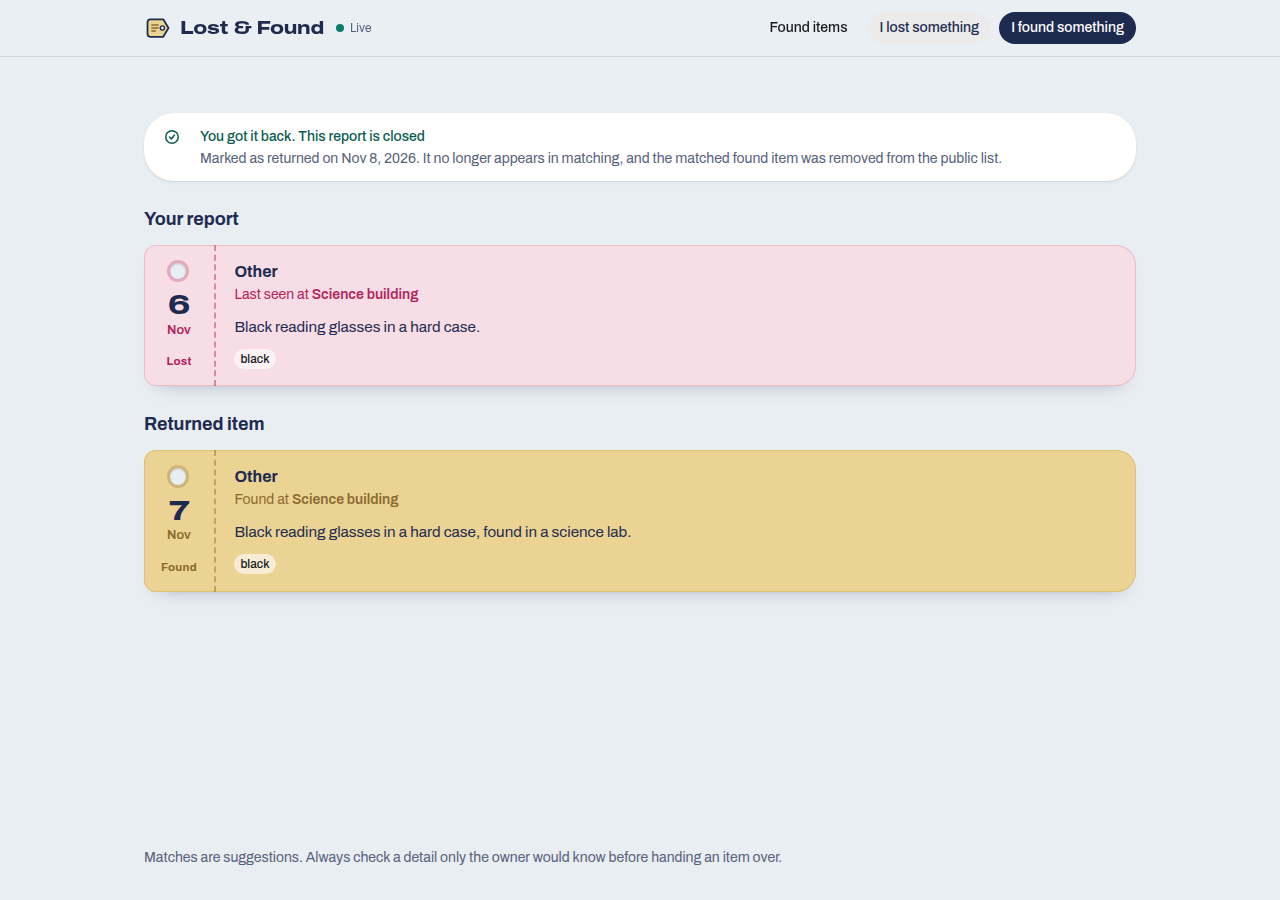 Lost & Found
Live
Found items
I lost something
I found something
You got it back. This report is closed
Marked as returned on Nov 8, 2026. It no longer appears in matching, and the matched found item was removed from the public list.
Your report
6
Nov
Lost
Other
Last seen at Science building
Black reading glasses in a hard case.
black
Returned item
7
Nov
Found
Other
Found at Science building
Black reading glasses in a hard case, found in a science lab.
black
Matches are suggestions. Always check a detail only the owner would know before handing an item over.